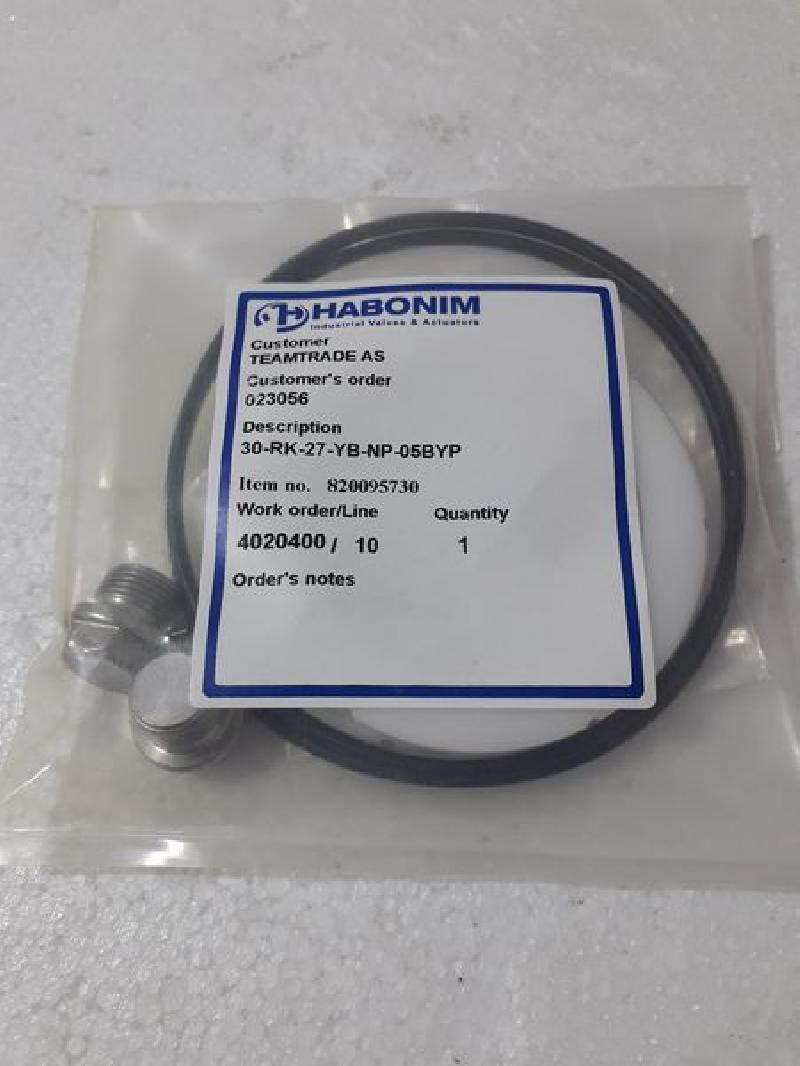 HABONIM
Industrial Valves & Actuators
Customer
TEAMTRADE AS
Customer's order
023056
Description
30-RK-27-YB-NP-05BYP
Item no. 820095730
Work order/Line Quantity
4020400 / 10 1
Order's notes